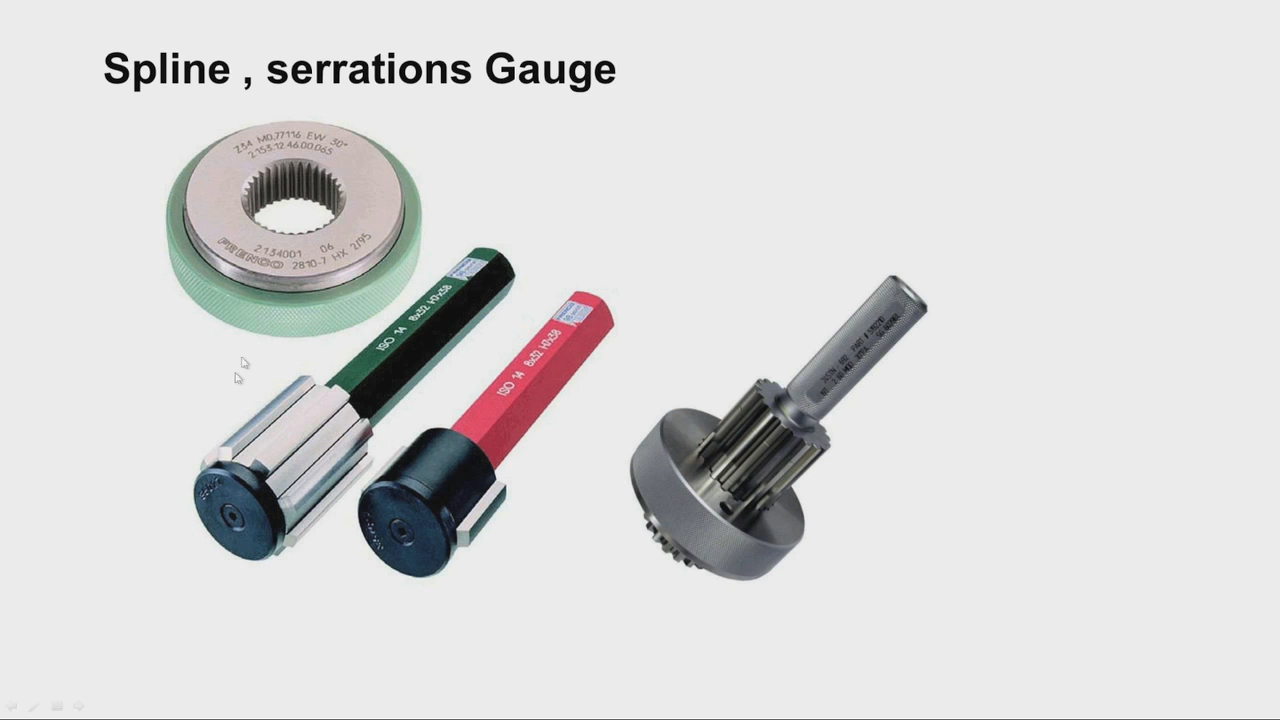 Spline , serrations Gauge
Z34 M0,77116 EW 30°
2.153.12.46.00.065
2134001 06
FRENCO 2810-7 HX 2/95
ISO 14 8x32 H7x38
ISO 14 8x32 H7x38